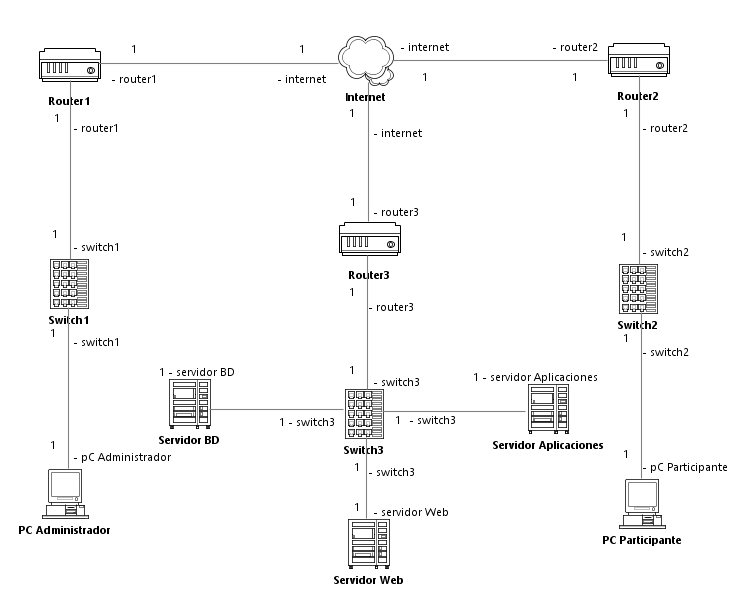 1
1
- internet
- router2
- router1
- internet
1
1
Router1
Internet
Router2
1
- router1
1
- internet
1
- router2
1
- router3
1
- switch1
1
- switch2
Router3
1
- router3
Switch1
1
- switch1
Switch2
1
- switch2
1
- switch3
1 - servidor BD
1 - servidor Aplicaciones
1 - switch3
1 - switch3
Servidor BD
Switch3
Servidor Aplicaciones
1
- pC Administrador
1
- switch3
1
- pC Participante
1
- servidor Web
PC Administrador
PC Participante
Servidor Web